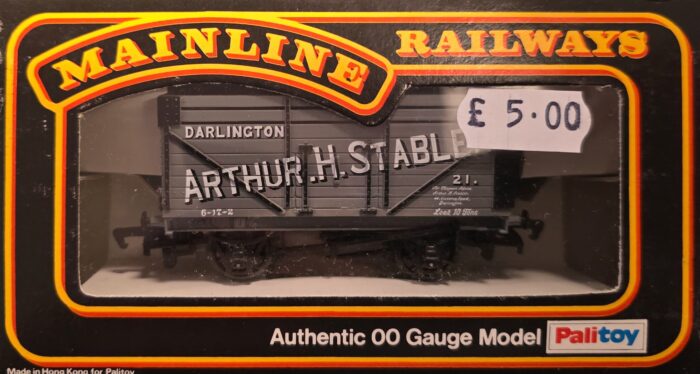 MAINLINE RAILWAYS
£ 5.00
DARLINGTON
ARTHUR.H.STABLE
21.
6-17-2
Load 10 Tons
Authentic OO Gauge Model Palitoy
Made in Hong Kong for Palitoy